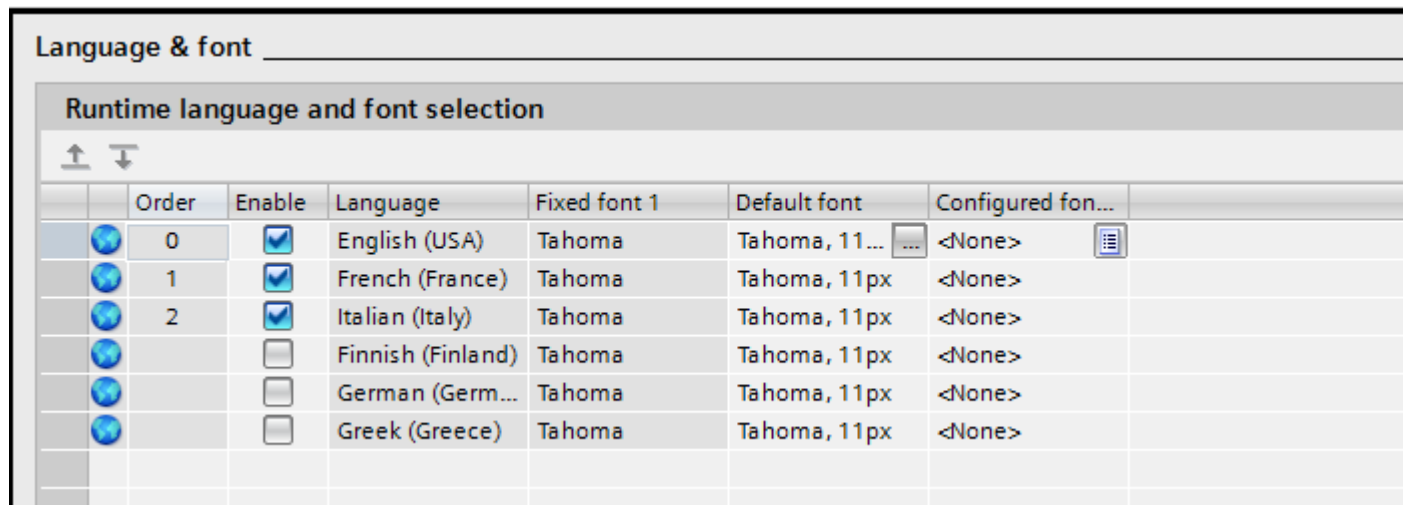 Language & font
Runtime language and font selection
Order Enable Language Fixed font 1 Default font Configured fon...
0 English (USA) Tahoma Tahoma, 11... ... <None>
1 French (France) Tahoma Tahoma, 11px <None>
2 Italian (Italy) Tahoma Tahoma, 11px <None>
Finnish (Finland) Tahoma Tahoma, 11px <None>
German (Germ... Tahoma Tahoma, 11px <None>
Greek (Greece) Tahoma Tahoma, 11px <None>